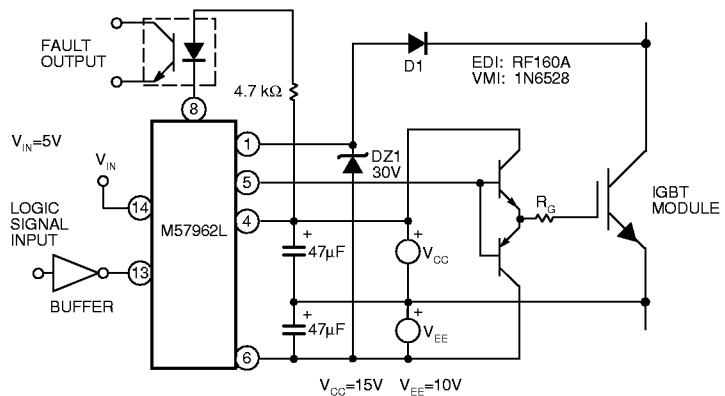 FAULT
OUTPUT
8
4.7 kΩ
D1
EDI: RF160A
VMI: 1N6528
V_IN=5V
V_IN
1
DZ1
30V
5
14
LOGIC
SIGNAL
INPUT
M57962L
4
R_G
IGBT
MODULE
+
47µF
+
V_CC
13
BUFFER
+
47µF
+
V_EE
6
V_CC=15V V_EE=10V